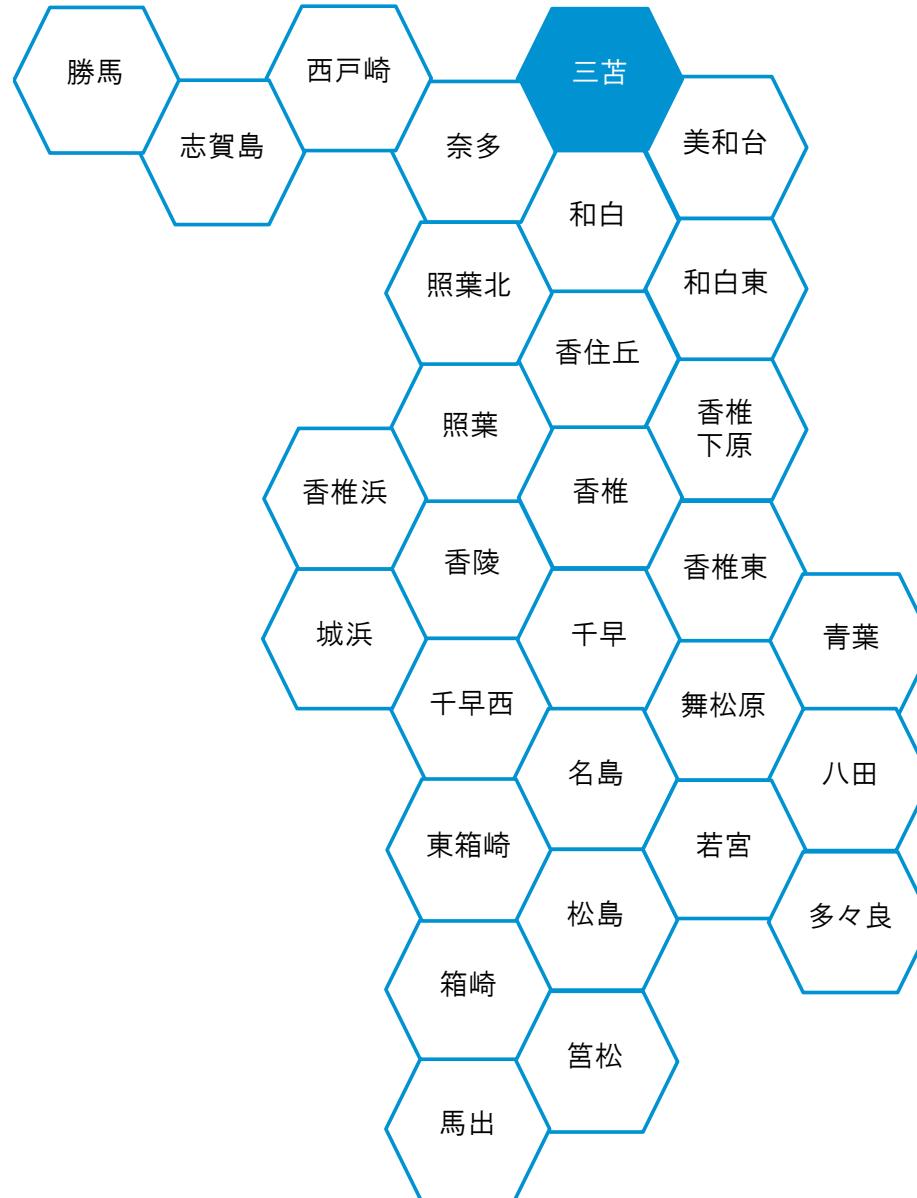 勝馬
西戸崎
三苫
志賀島
奈多
美和台
和白
照葉北
和白東
香住丘
照葉
香椎
下原
香椎浜
香椎
香陵
香椎東
城浜
千早
青葉
千早西
舞松原
名島
八田
東箱崎
若宮
松島
多々良
箱崎
筥松
馬出